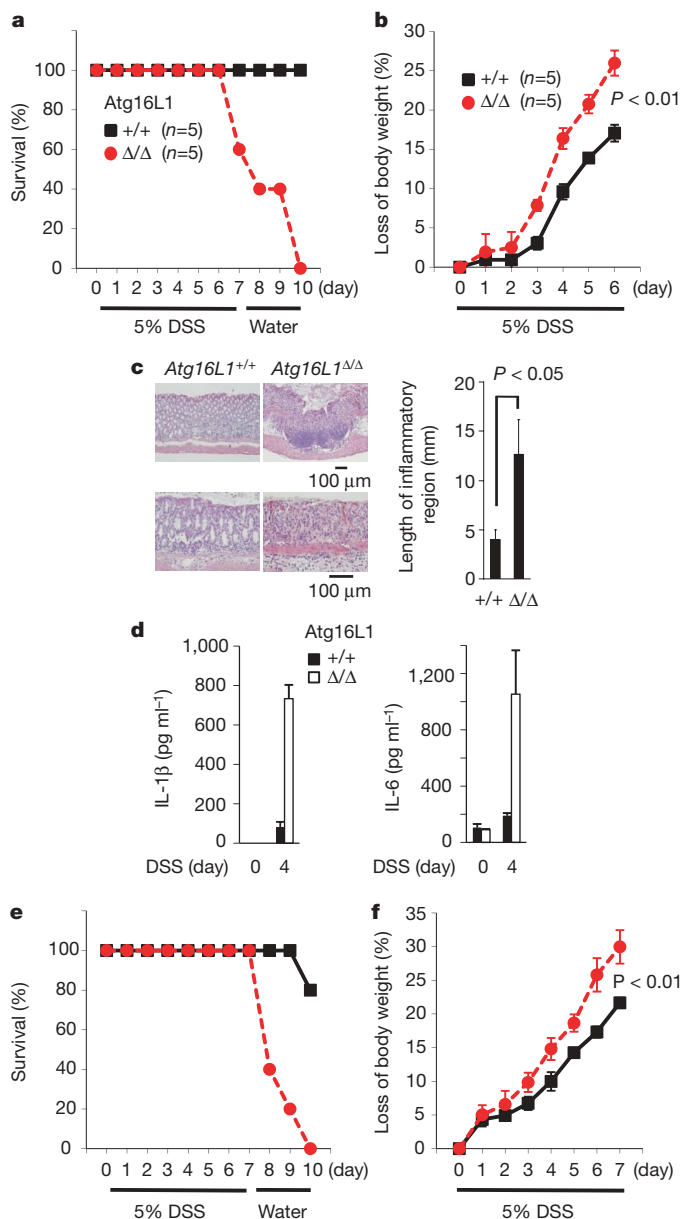 a
100
80
60
40
20
0
Survival (%)
Atg16L1
+/+ (n=5)
Δ/Δ (n=5)
0 1 2 3 4 5 6 7 8 9 10 (day)
5% DSS Water
b
30
25
20
15
10
5
0
Loss of body weight (%)
+/+ (n=5)
Δ/Δ (n=5)
P < 0.01
0 1 2 3 4 5 6 (day)
5% DSS
c
Atg16L1+/+ Atg16L1Δ/Δ
100 μm
100 μm
P < 0.05
20
15
10
5
0
Length of inflammatory
region (mm)
+/+ Δ/Δ
d
Atg16L1
+/+
Δ/Δ
1,000
800
600
400
200
0
IL-1β (pg ml−1)
DSS (day) 0 4
1,200
800
400
0
IL-6 (pg ml−1)
DSS (day) 0 4
e
100
80
60
40
20
0
Survival (%)
0 1 2 3 4 5 6 7 8 9 10 (day)
5% DSS Water
f
35
30
25
20
15
10
5
0
Loss of body weight (%)
P < 0.01
0 1 2 3 4 5 6 7 (day)
5% DSS